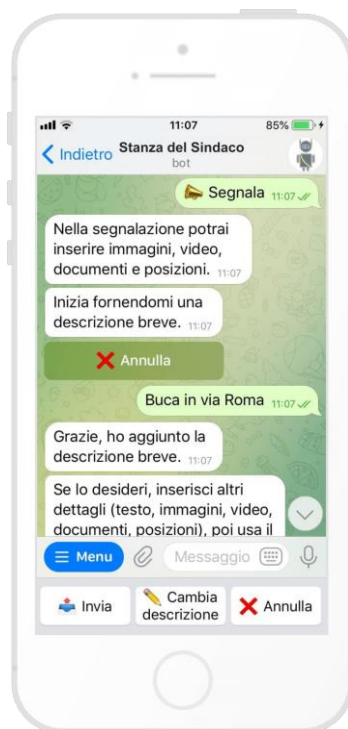 11:07
85%
Indietro
Stanza del Sindaco
bot
Segnala 11:07
Nella segnalazione potrai
inserire immagini, video,
documenti e posizioni. 11:07
Inizia fornendomi una
descrizione breve. 11:07
Annulla
Buca in via Roma 11:07
Grazie, ho aggiunto la
descrizione breve. 11:07
Se lo desideri, inserisci altri
dettagli (testo, immagini, video,
documenti, posizioni), poi usa il
Menu
Messaggio
Invia
Cambia
descrizione
Annulla